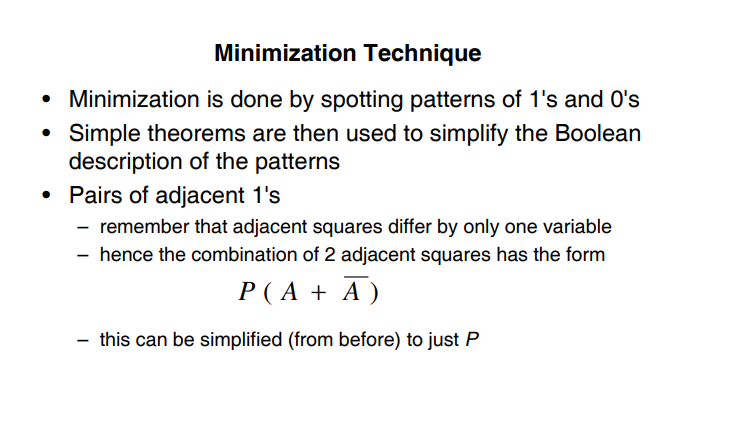 Minimization Technique
• Minimization is done by spotting patterns of 1's and 0's
• Simple theorems are then used to simplify the Boolean
description of the patterns
• Pairs of adjacent 1's
– remember that adjacent squares differ by only one variable
– hence the combination of 2 adjacent squares has the form
P ( A + A̅ )
– this can be simplified (from before) to just P